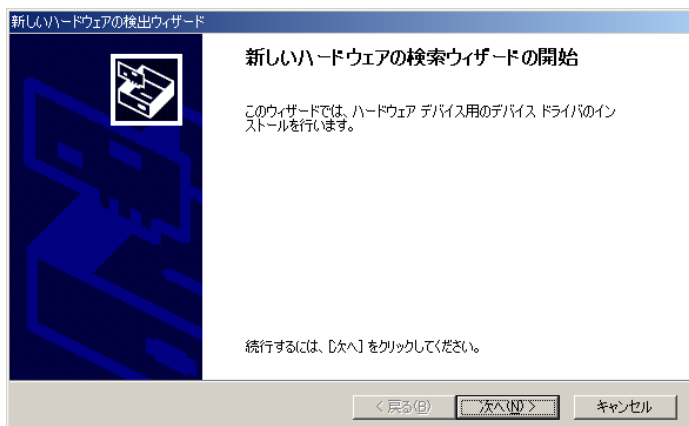 新しいハードウェアの検出ウィザード
新しいハードウェアの検索ウィザードの開始
このウィザードでは、ハードウェア デバイス用のデバイス ドライバのイン
ストールを行います。
続行するには、[次へ] をクリックしてください。
< 戻る(B)
次へ(N) >
キャンセル